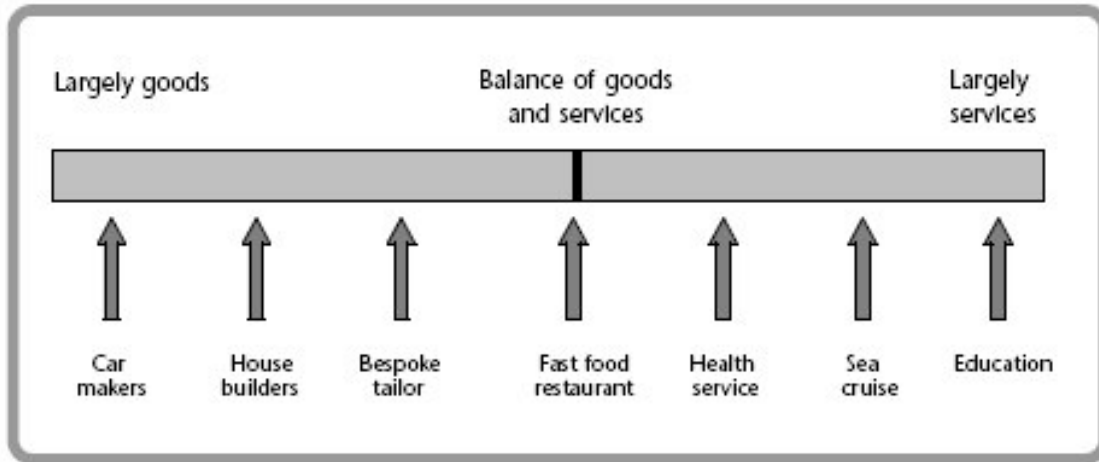 Largely goods
Balance of goods
and services
Largely
services
Car
makers
House
builders
Bespoke
tailor
Fast food
restaurant
Health
service
Sea
cruise
Education